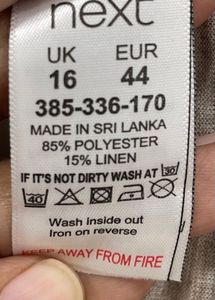 next
UK EUR
16 44
385-336-170
MADE IN SRI LANKA
85% POLYESTER
15% LINEN
IF IT'S NOT DIRTY WASH AT 30
40
Wash inside out
Iron on reverse
KEEP AWAY FROM FIRE